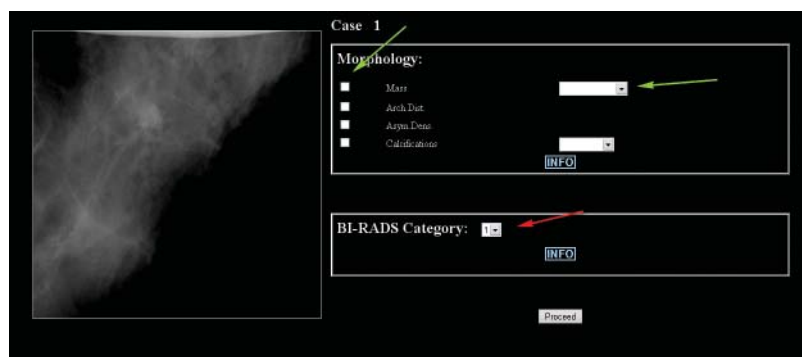 Case 1
Morphology:
Mass
Arch Dist.
Asym.Dens.
Calcifications
INFO
BI-RADS Category: 1
INFO
Proceed